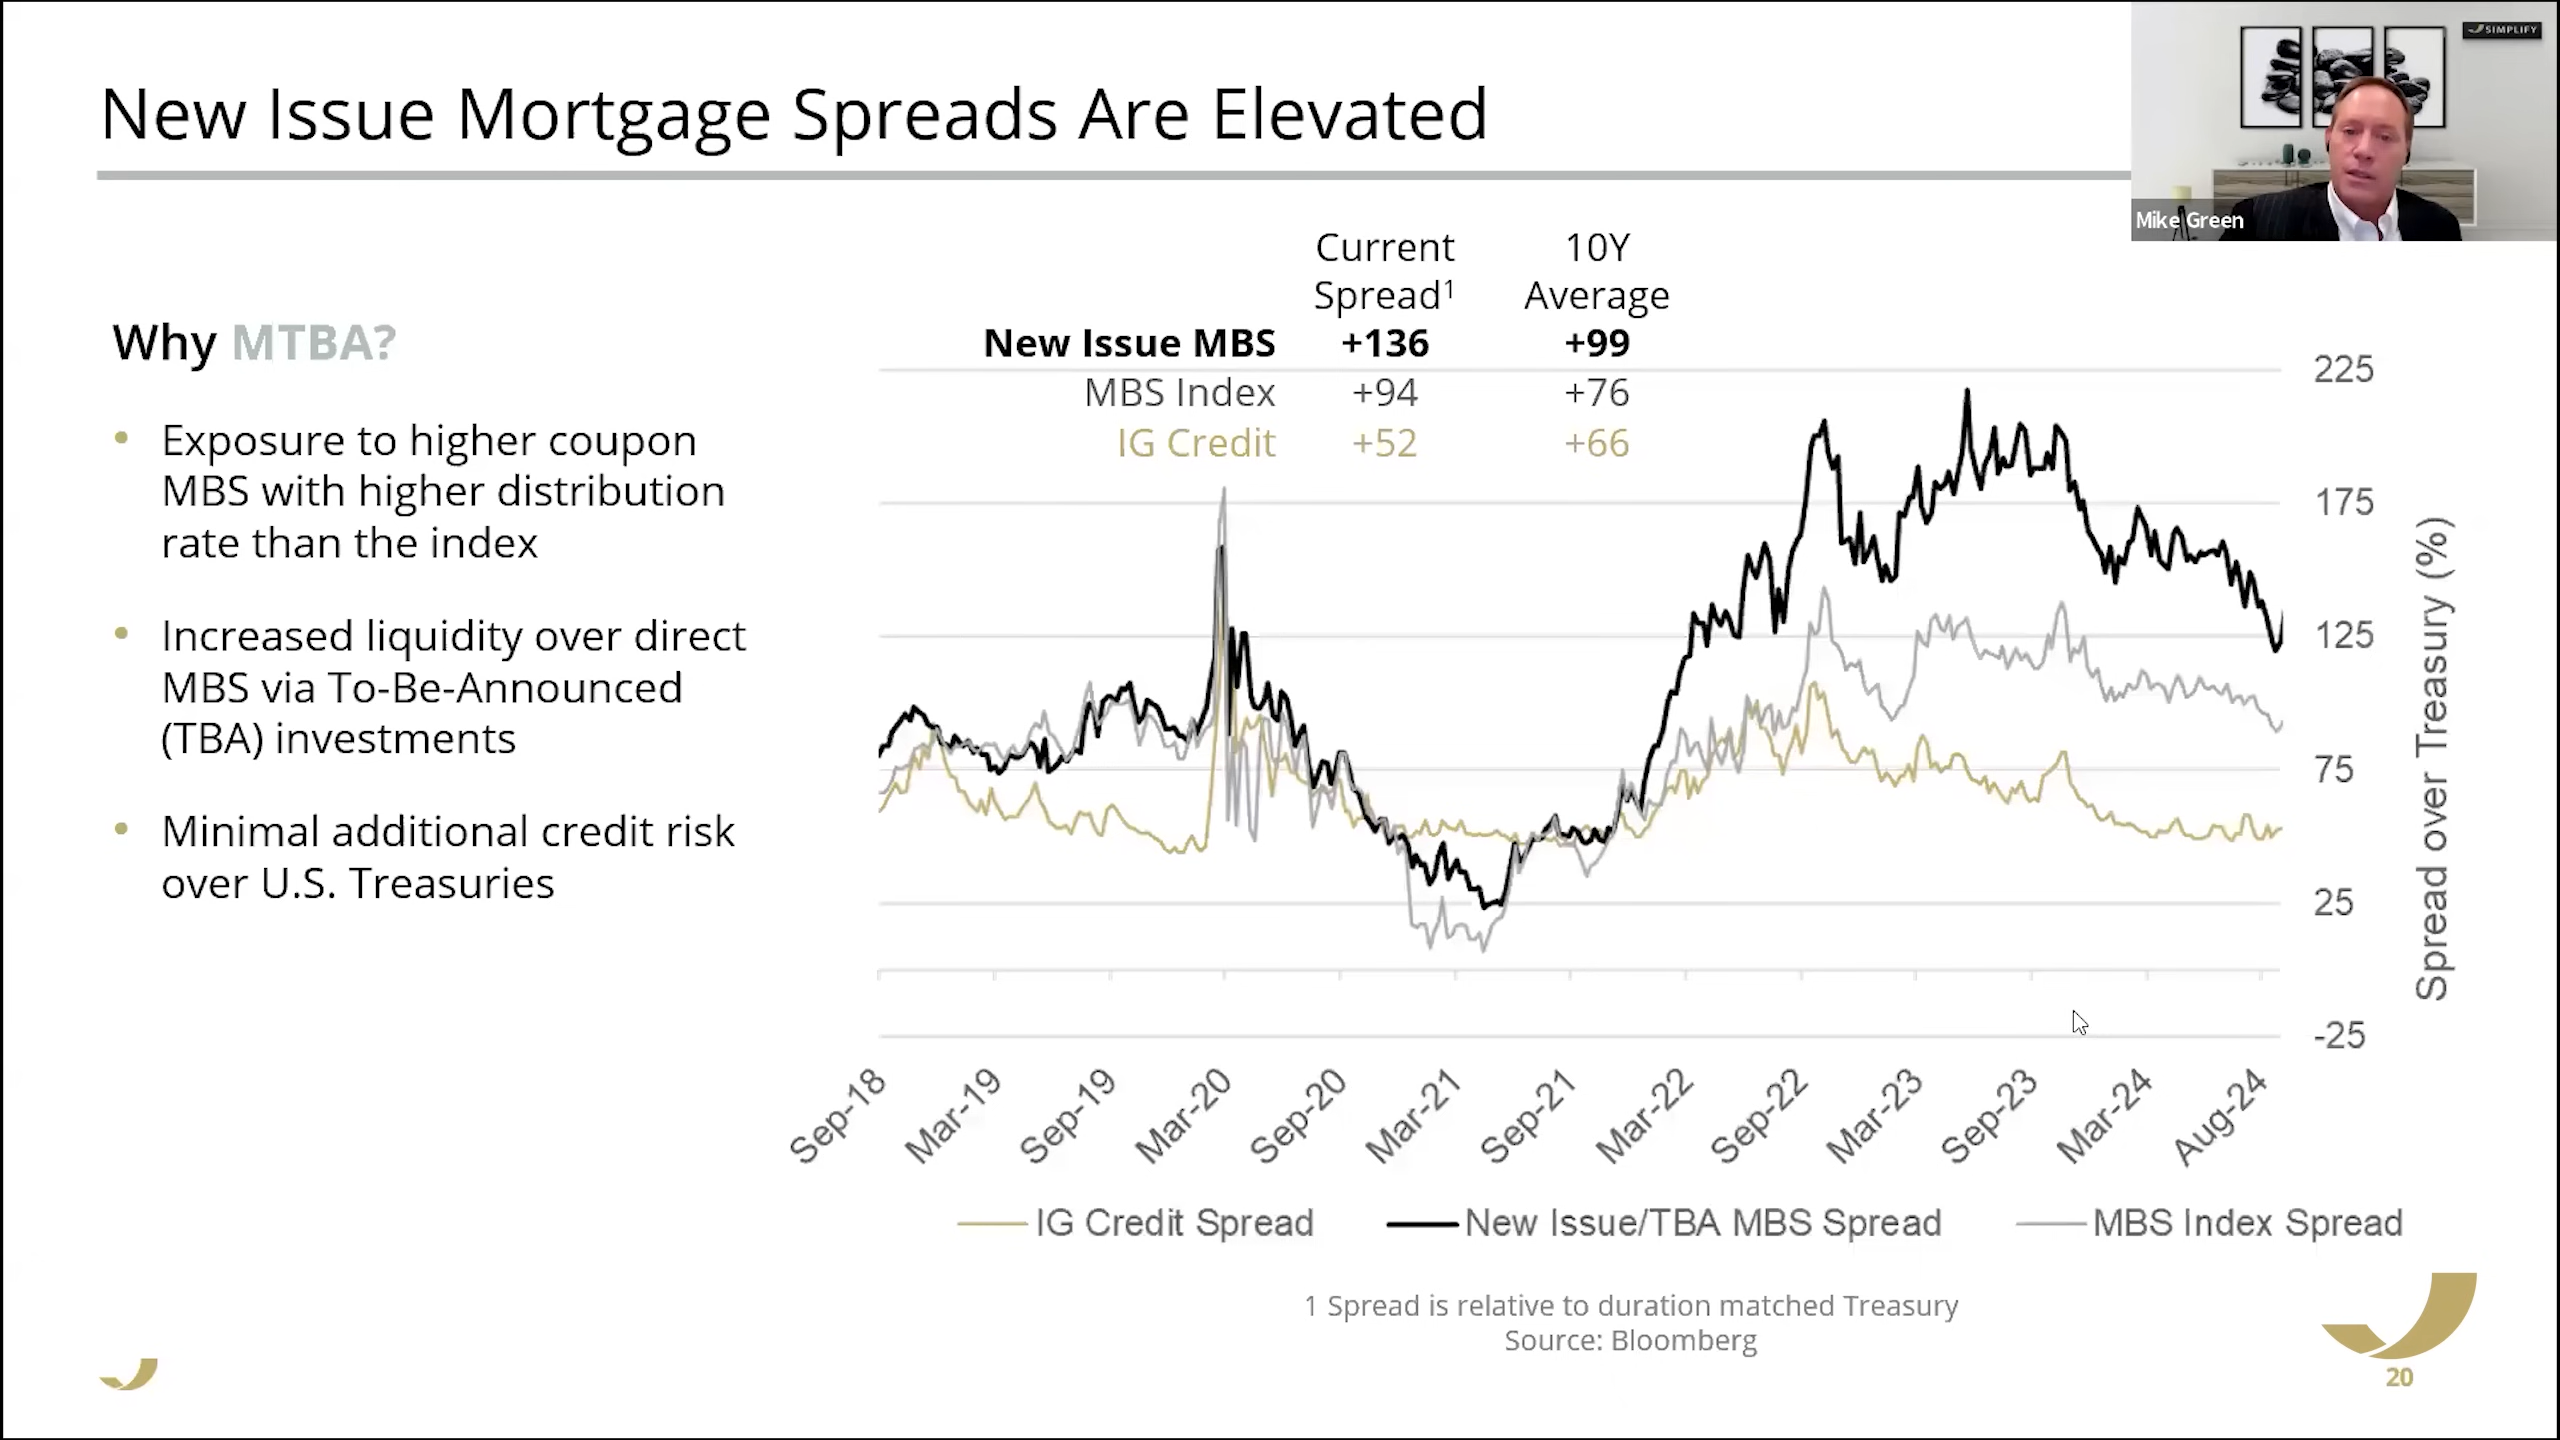 New Issue Mortgage Spreads Are Elevated
SIMPLIFY
Mike Green
Why MTBA?
• Exposure to higher coupon
MBS with higher distribution
rate than the index
• Increased liquidity over direct
MBS via To-Be-Announced
(TBA) investments
• Minimal additional credit risk
over U.S. Treasuries
Current 10Y
Spread¹ Average
New Issue MBS +136 +99
MBS Index +94 +76
IG Credit +52 +66
225
175
125
75
25
-25
Spread over Treasury (%)
Sep-18 Mar-19 Sep-19 Mar-20 Sep-20 Mar-21 Sep-21 Mar-22 Sep-22 Mar-23 Sep-23 Mar-24 Aug-24
IG Credit Spread New Issue/TBA MBS Spread MBS Index Spread
1 Spread is relative to duration matched Treasury
Source: Bloomberg
20